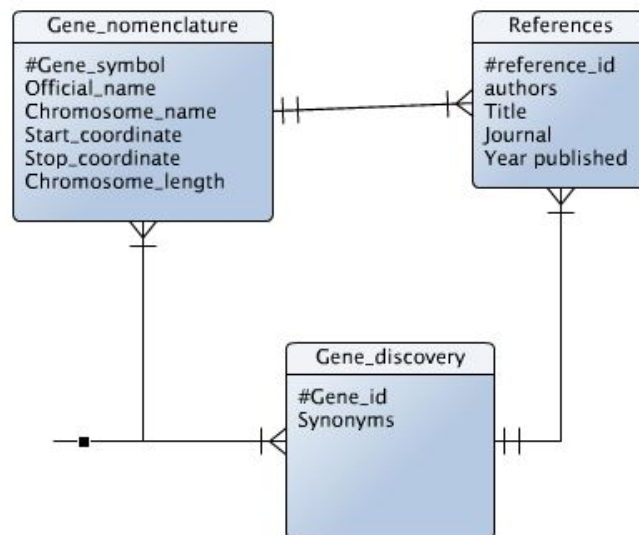 Gene_nomenclature
#Gene_symbol
Official_name
Chromosome_name
Start_coordinate
Stop_coordinate
Chromosome_length
References
#reference_id
authors
Title
Journal
Year published
Gene_discovery
#Gene_id
Synonyms